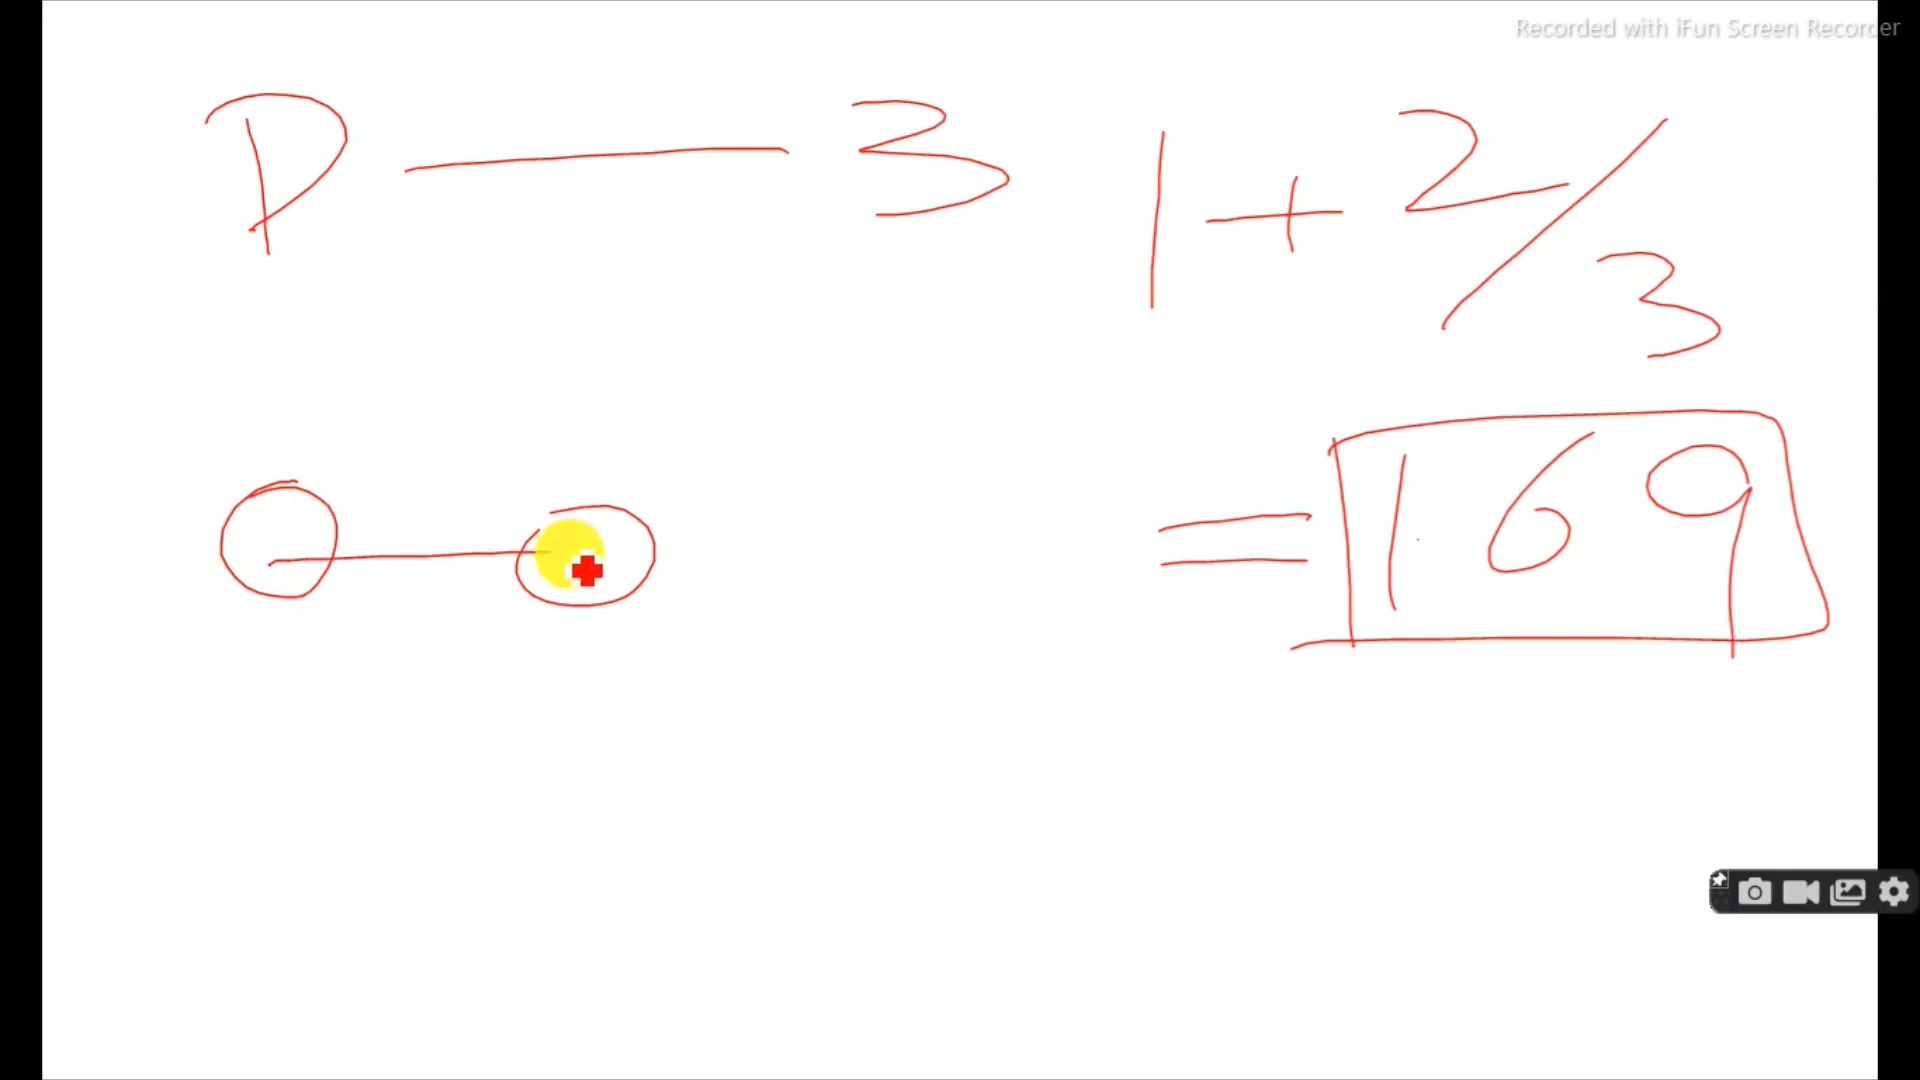 Recorded with iFun Screen Recorder
P — 3
1 + 2/3
= 169